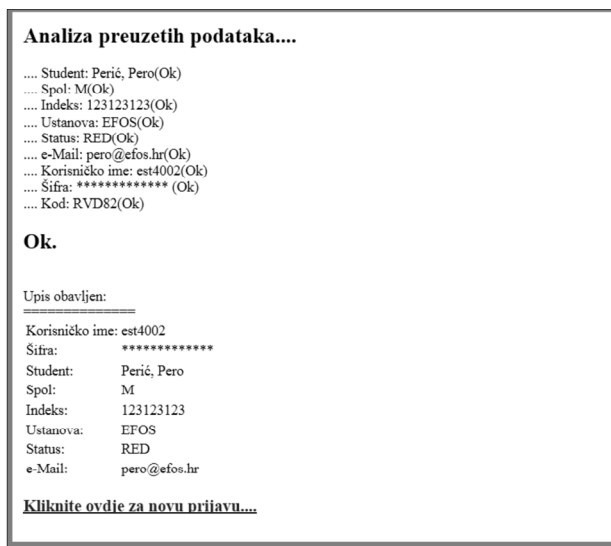 Analiza preuzetih podataka....
.... Student: Perić, Pero(Ok)
.... Spol: M(Ok)
.... Indeks: 123123123(Ok)
.... Ustanova: EFOS(Ok)
.... Status: RED(Ok)
.... e-Mail: pero@efos.hr(Ok)
.... Korisničko ime: est4002(Ok)
.... Šifra: ************* (Ok)
.... Kod: RVD82(Ok)
Ok.
Upis obavljen:
==============
Korisničko ime: est4002
Šifra: *************
Student: Perić, Pero
Spol: M
Indeks: 123123123
Ustanova: EFOS
Status: RED
e-Mail: pero@efos.hr
Kliknite ovdje za novu prijavu....